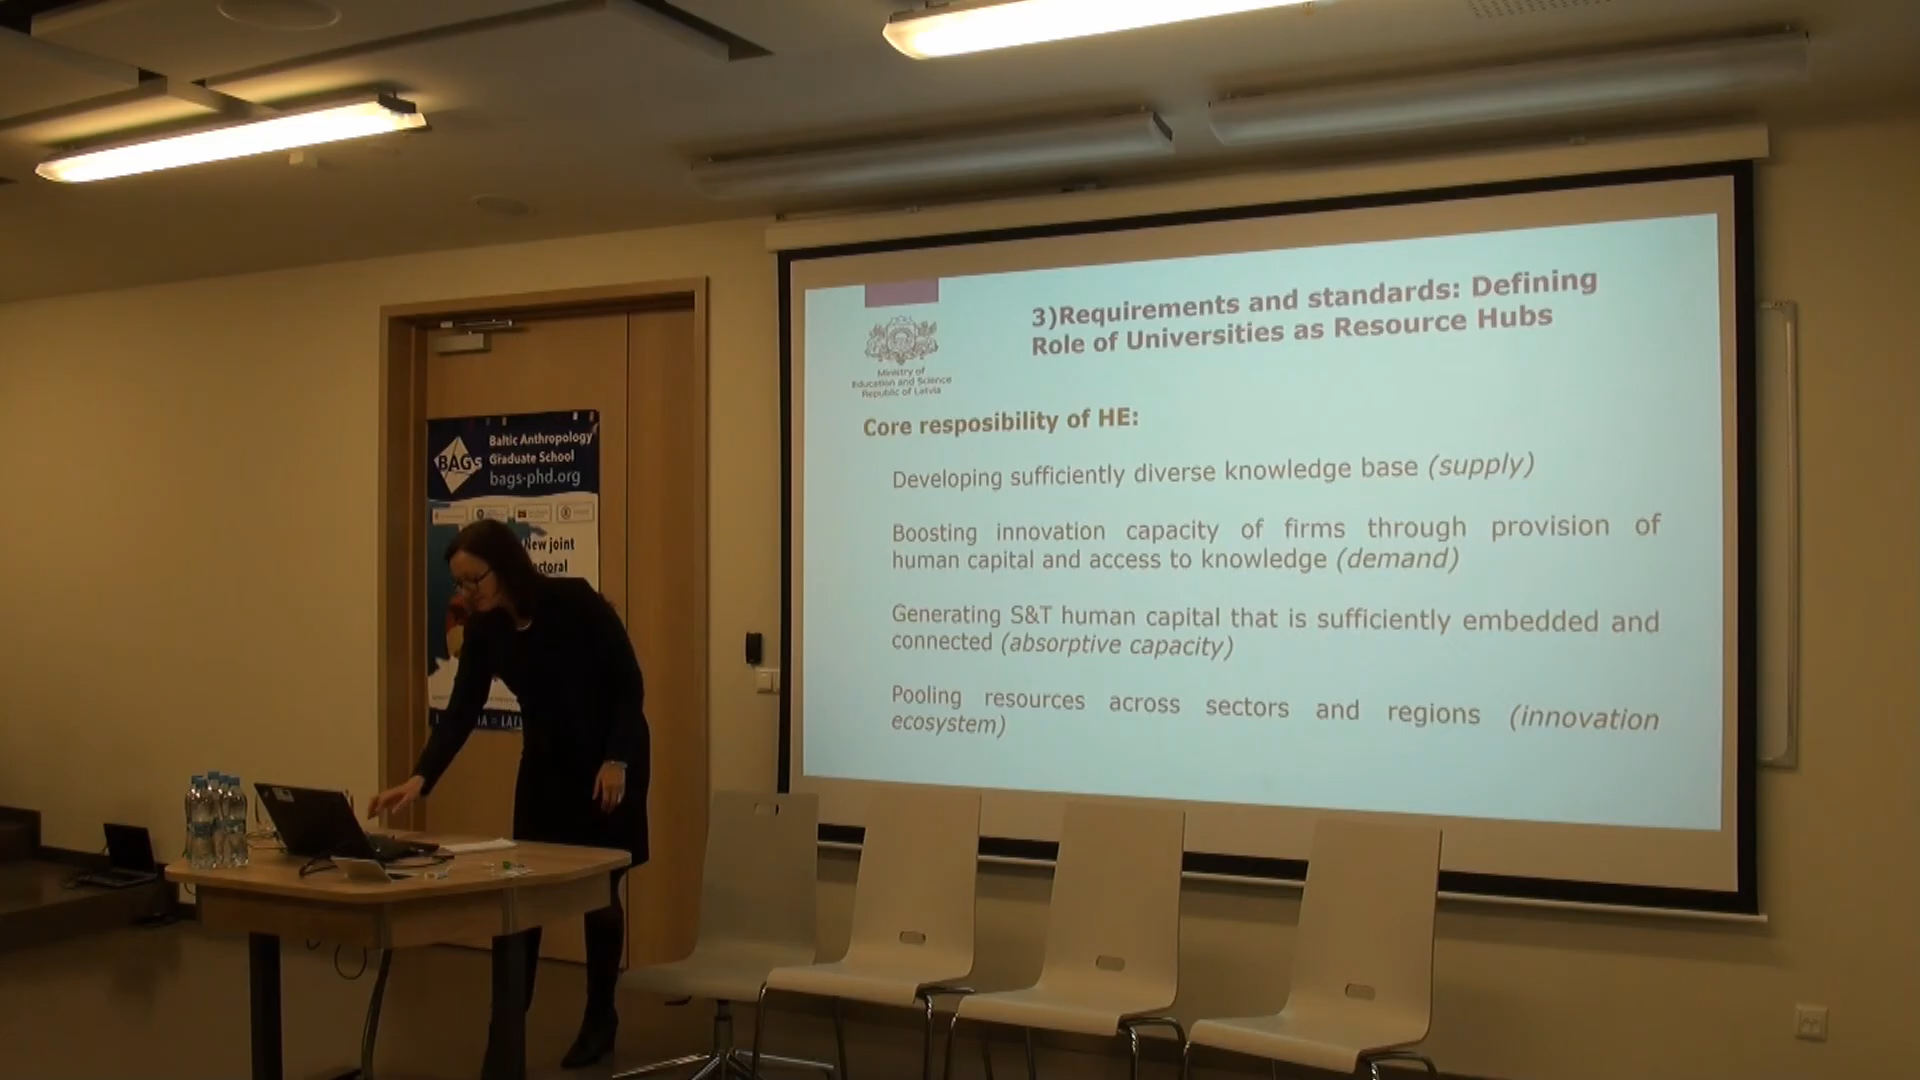 3)Requirements and standards: Defining
Role of Universities as Resource Hubs
Ministry of
Education and Science
Republic of Latvia
Core resposibility of HE:
Developing sufficiently diverse knowledge base (supply)
Boosting innovation capacity of firms through provision of
human capital and access to knowledge (demand)
Generating S&T human capital that is sufficiently embedded and
connected (absorptive capacity)
Pooling resources across sectors and regions (innovation
ecosystem)
BAGs
Baltic Anthropology
Graduate School
bags-phd.org
New joint